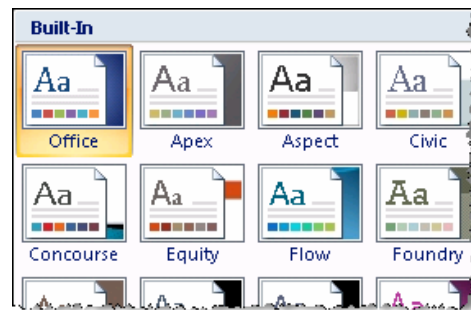 Built-In
Aa Aa Aa Aa
Office Apex Aspect Civic
Aa Aa Aa Aa
Concourse Equity Flow Foundry